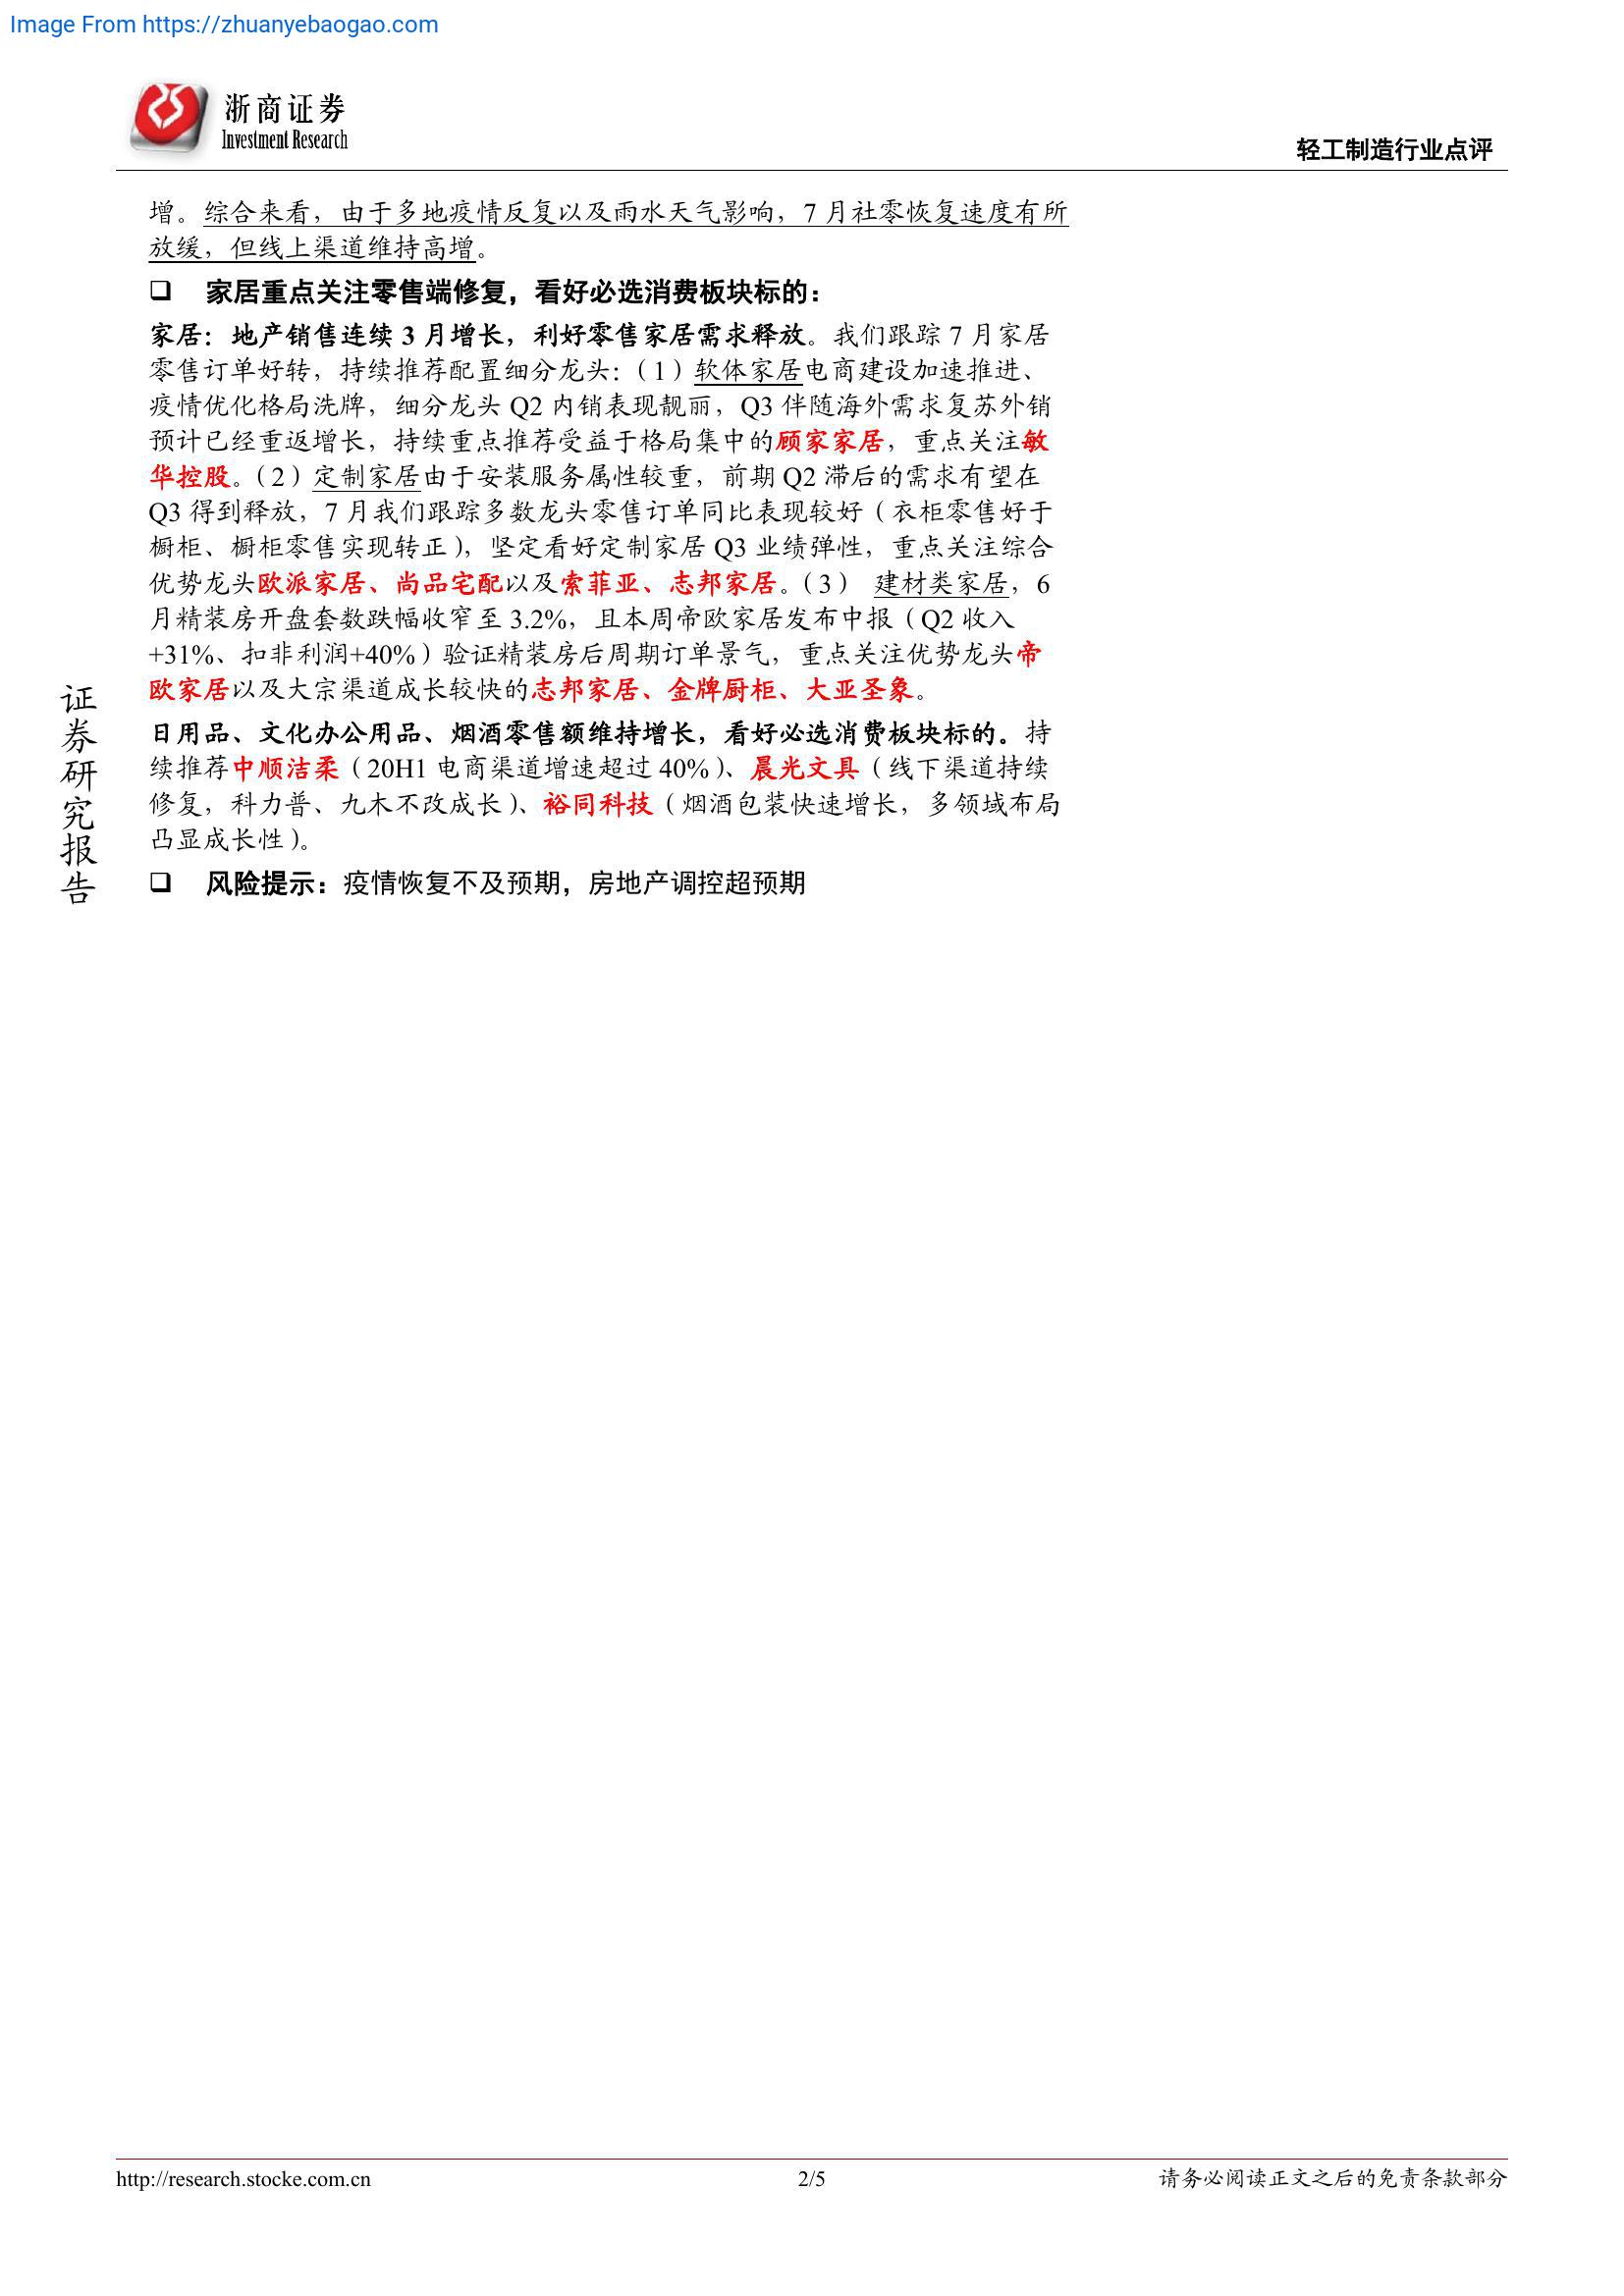 Image From https://zhuanyebaogao.com
浙商证券
Investment Research
轻工制造行业点评
增。综合来看，由于多地疫情反复以及雨水天气影响，7 月社零恢复速度有所
放缓，但线上渠道维持高增。
❑ 家居重点关注零售端修复，看好必选消费板块标的：
家居：地产销售连续 3 月增长，利好零售家居需求释放。我们跟踪 7 月家居
零售订单好转，持续推荐配置细分龙头：（1）软体家居电商建设加速推进、
疫情优化格局洗牌，细分龙头 Q2 内销表现靓丽，Q3 伴随海外需求复苏外销
预计已经重返增长，持续重点推荐受益于格局集中的顾家家居，重点关注敏
华控股。（2）定制家居由于安装服务属性较重，前期 Q2 滞后的需求有望在
Q3 得到释放，7 月我们跟踪多数龙头零售订单同比表现较好（衣柜零售好于
橱柜、橱柜零售实现转正），坚定看好定制家居 Q3 业绩弹性，重点关注综合
优势龙头欧派家居、尚品宅配以及索菲亚、志邦家居。（3） 建材类家居，6
月精装房开盘套数跌幅收窄至 3.2%，且本周帝欧家居发布中报（Q2 收入
+31%、扣非利润+40%）验证精装房后周期订单景气，重点关注优势龙头帝
欧家居以及大宗渠道成长较快的志邦家居、金牌厨柜、大亚圣象。
日用品、文化办公用品、烟酒零售额维持增长，看好必选消费板块标的。持
续推荐中顺洁柔（20H1 电商渠道增速超过 40%）、晨光文具（线下渠道持续
修复，科力普、九木不改成长）、裕同科技（烟酒包装快速增长，多领域布局
凸显成长性）。
❑ 风险提示：疫情恢复不及预期，房地产调控超预期
证券研究报告
http://research.stocke.com.cn
2/5
请务必阅读正文之后的免责条款部分